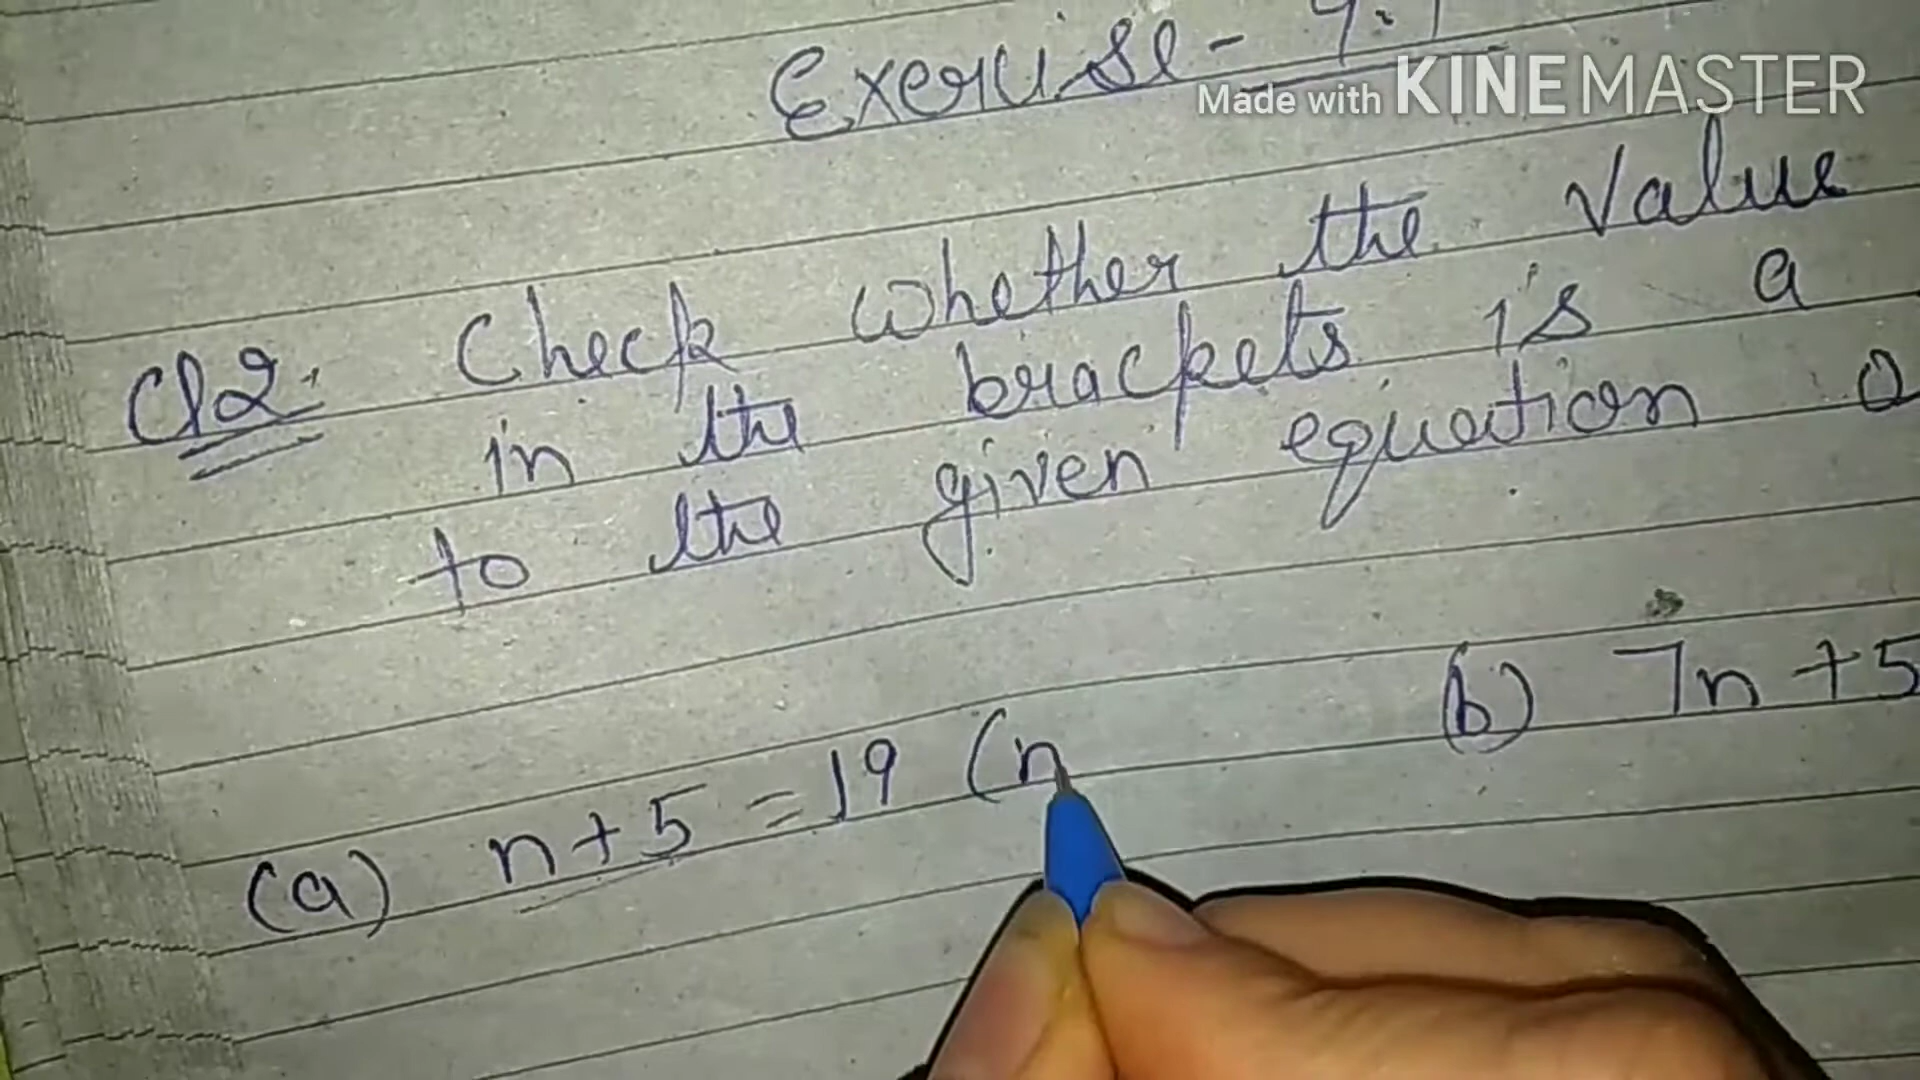 Exercise - 4.1
Made with KINEMASTER
Q2. Check whether the value
in the brackets is a
to the given equation
(a) n+5 = 19 (n
(b) 7n +5